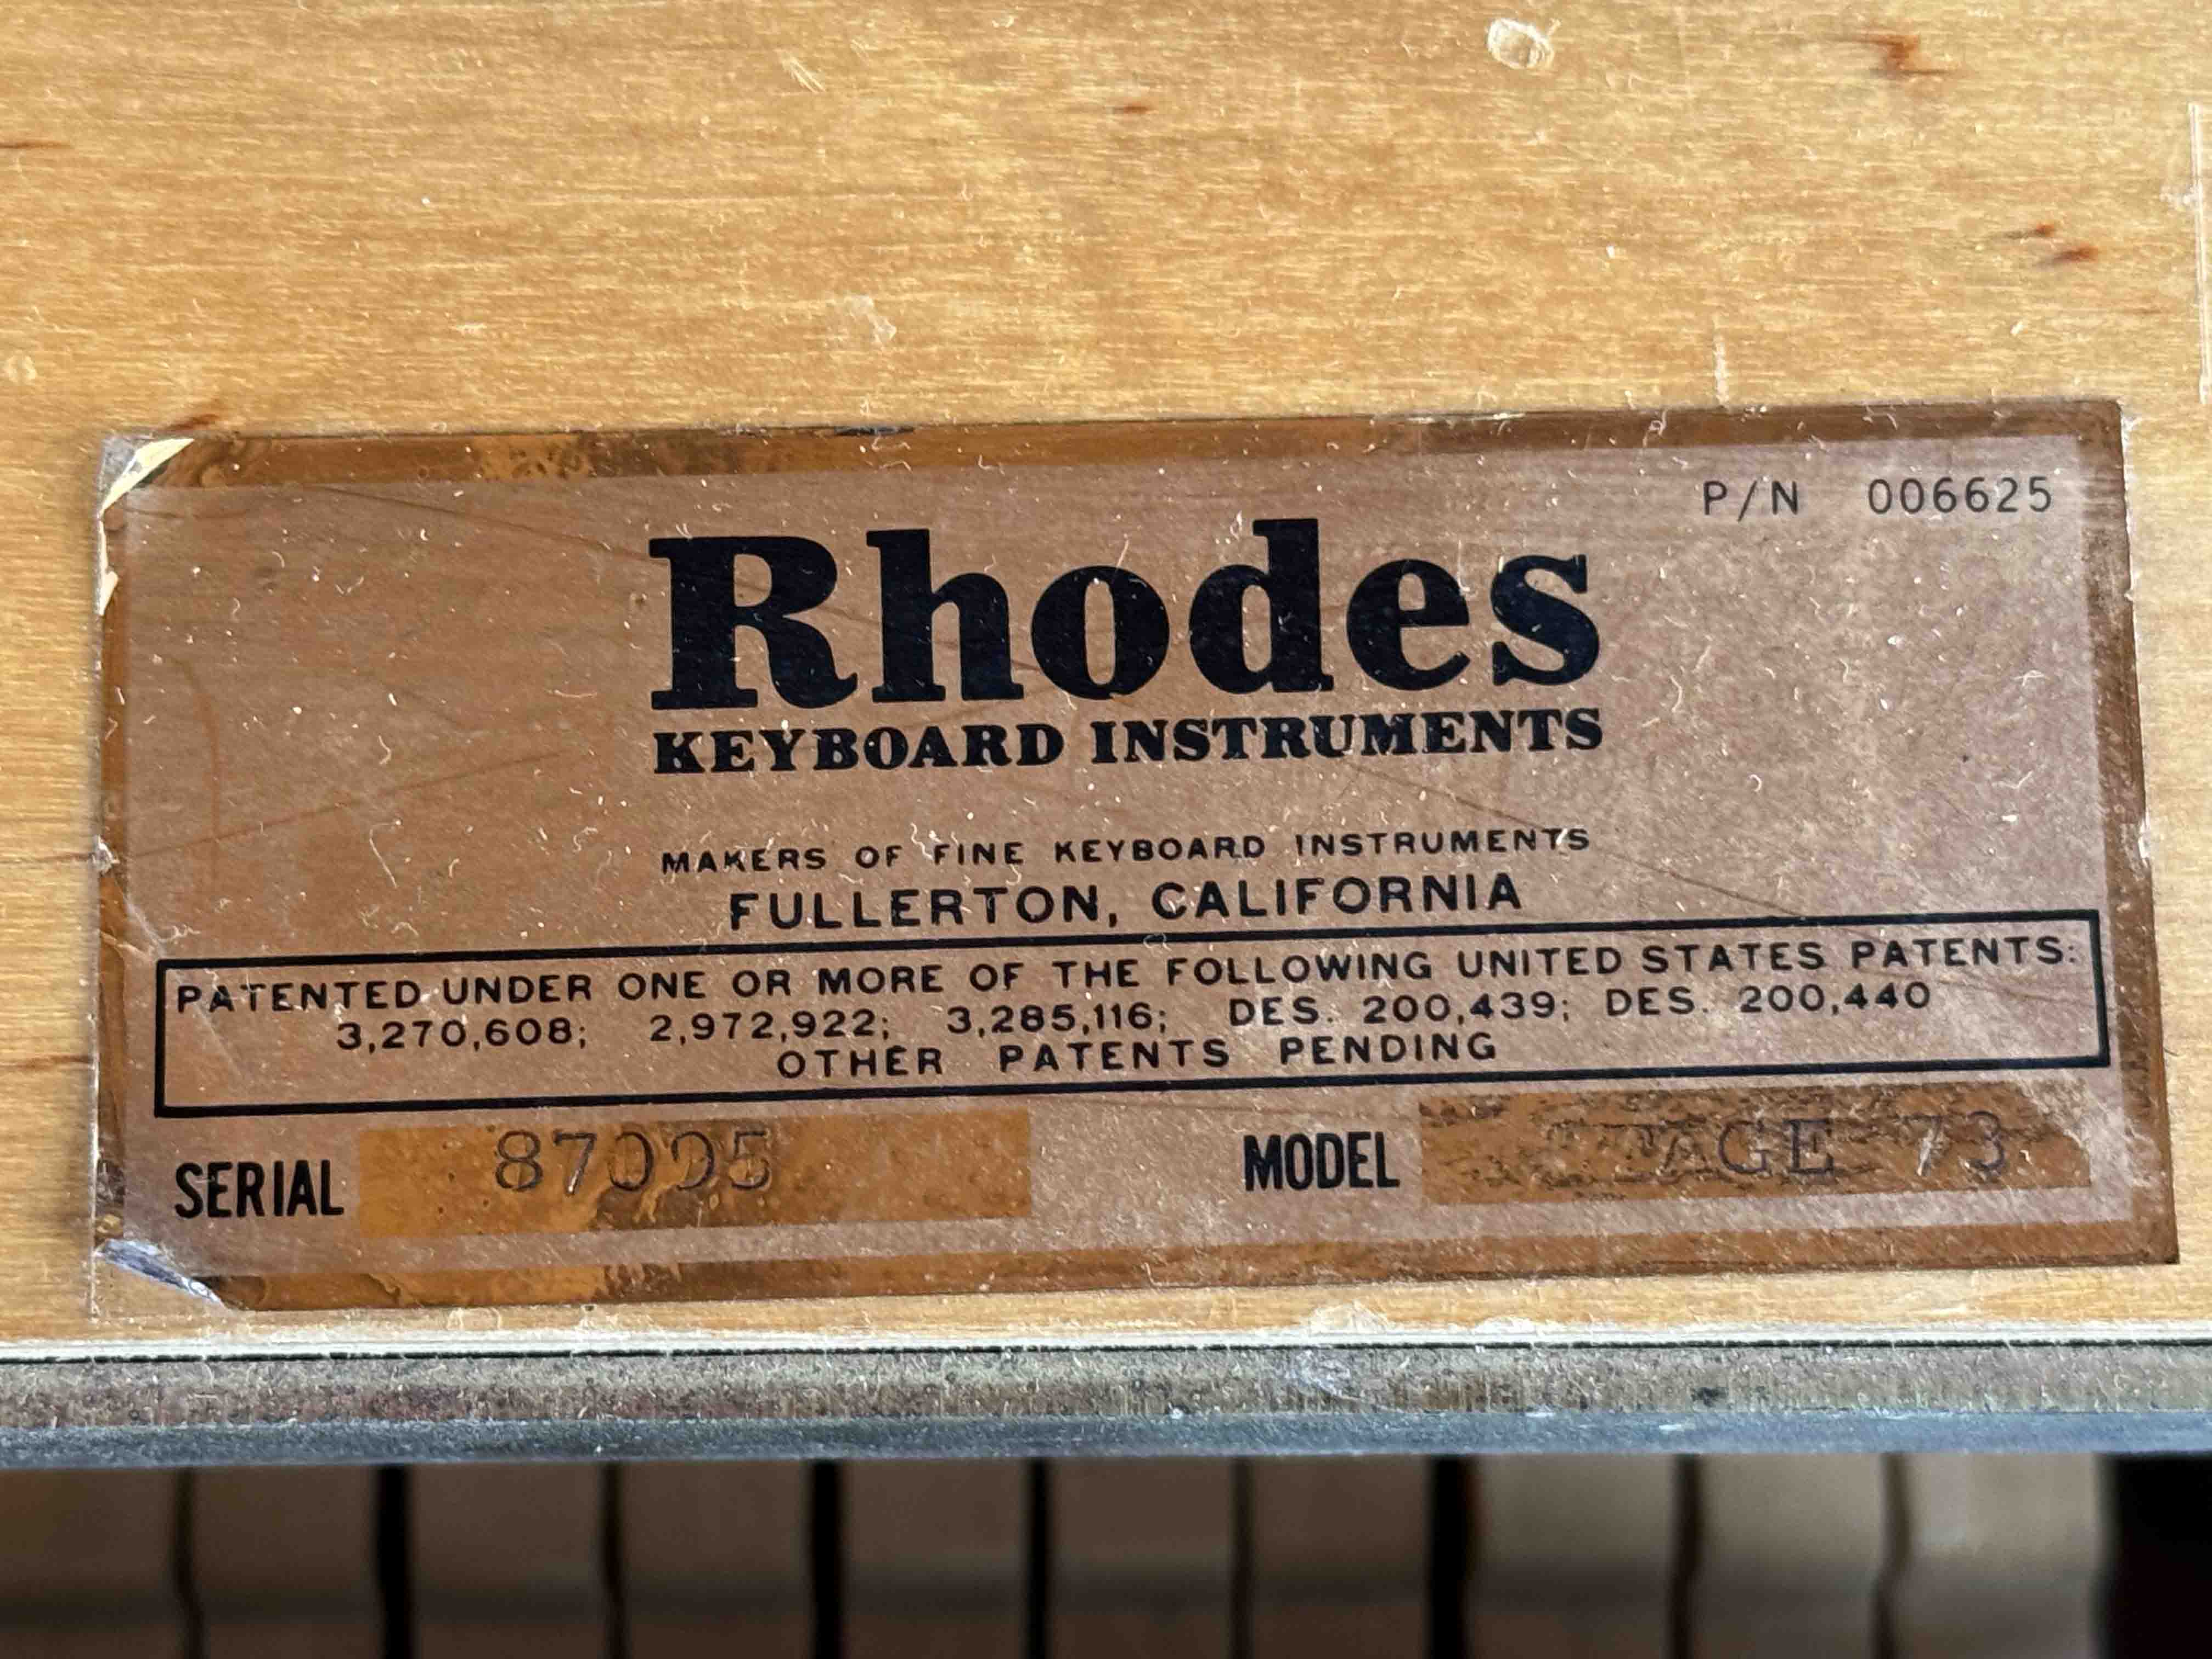 P/N 006625
Rhodes
KEYBOARD INSTRUMENTS
MAKERS OF FINE KEYBOARD INSTRUMENTS
FULLERTON, CALIFORNIA
PATENTED UNDER ONE OR MORE OF THE FOLLOWING UNITED STATES PATENTS:
3,270,608; 2,972,922; 3,285,116; DES. 200,439; DES. 200,440
OTHER PATENTS PENDING
SERIAL
MODEL 73